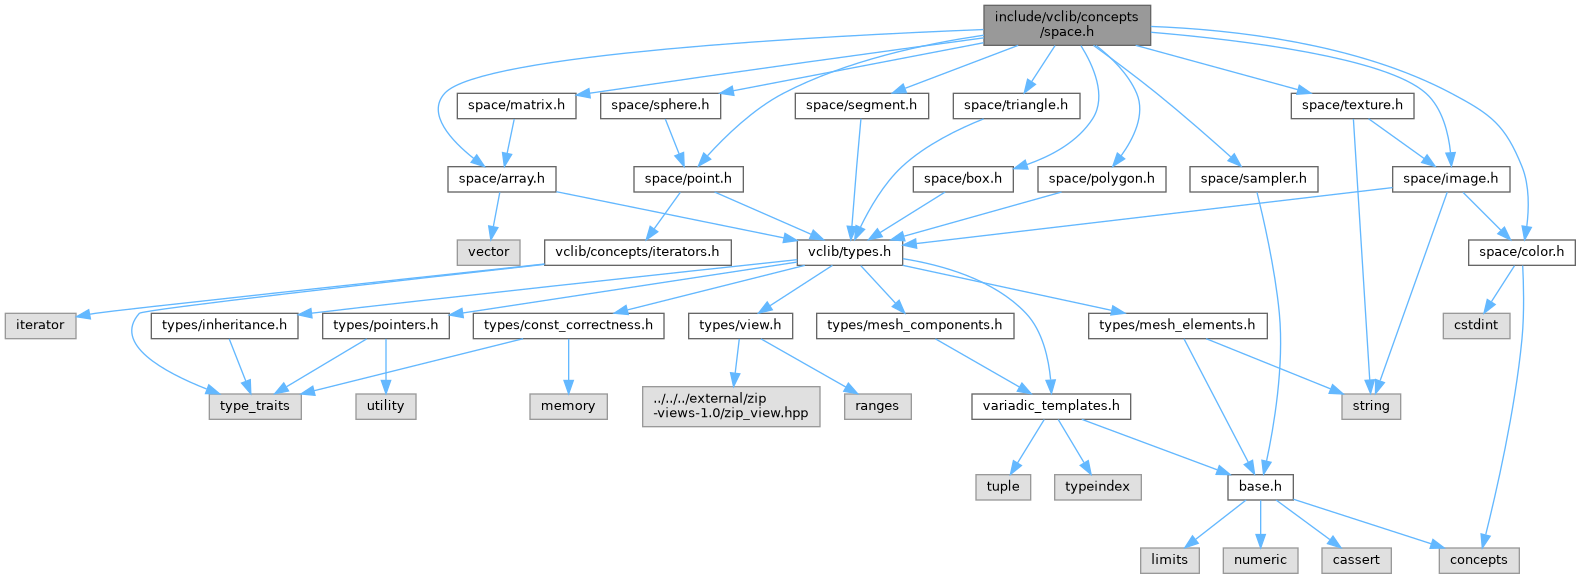 include/vclib/concepts
/space.h
space/matrix.h
space/sphere.h
space/segment.h
space/triangle.h
space/texture.h
space/array.h
space/point.h
space/box.h
space/polygon.h
space/sampler.h
space/image.h
vector
vclib/concepts/iterators.h
vclib/types.h
space/color.h
iterator
types/inheritance.h
types/pointers.h
types/const_correctness.h
types/view.h
types/mesh_components.h
types/mesh_elements.h
cstdint
type_traits
utility
memory
../../../external/zip
-views-1.0/zip_view.hpp
ranges
variadic_templates.h
string
tuple
typeindex
base.h
limits
numeric
cassert
concepts